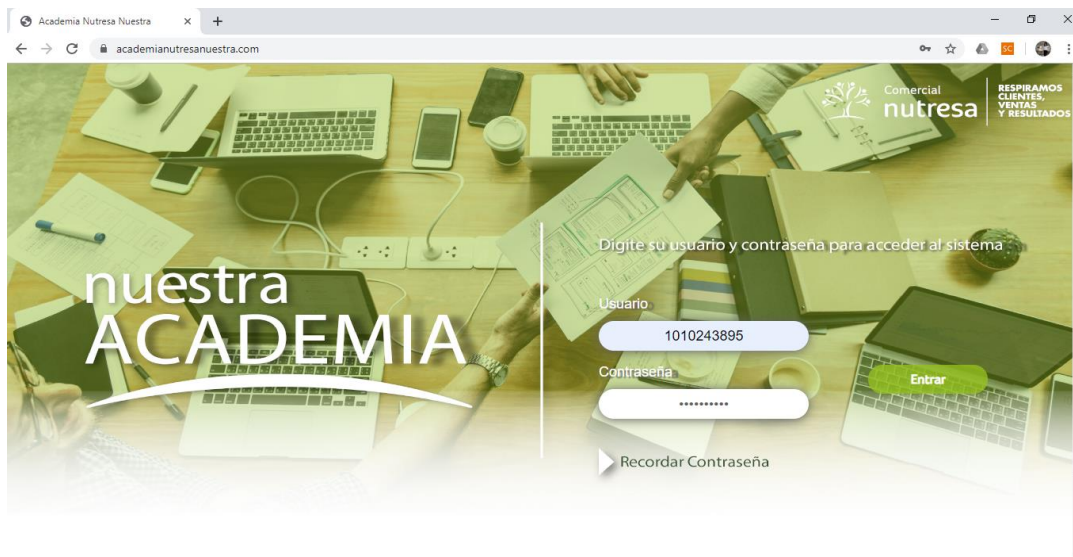 Academia Nutresa Nuestra
academianutresanuestra.com
SC
Comercial
nutresa
RESPIRAMOS
CLIENTES,
VENTAS
Y RESULTADOS
Digite su usuario y contraseña para acceder al sistema
nuestra
ACADEMIA
Usuario
1010243895
Contraseña
••••••••••
Entrar
Recordar Contraseña